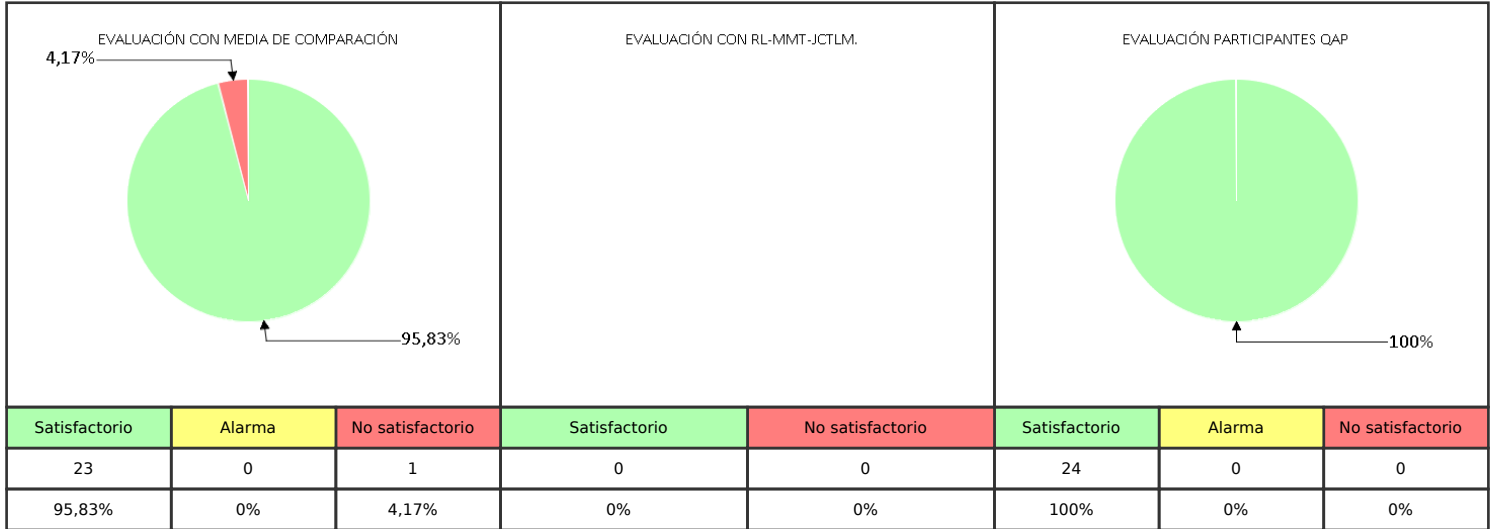 EVALUACIÓN CON MEDIA DE COMPARACIÓN
4,17%
95,83%
EVALUACIÓN CON RL-MMT-JCTLM.
EVALUACIÓN PARTICIPANTES QAP
100%
Satisfactorio Alarma No satisfactorio Satisfactorio No satisfactorio Satisfactorio Alarma No satisfactorio
23 0 1 0 0 24 0 0
95,83% 0% 4,17% 0% 0% 100% 0% 0%